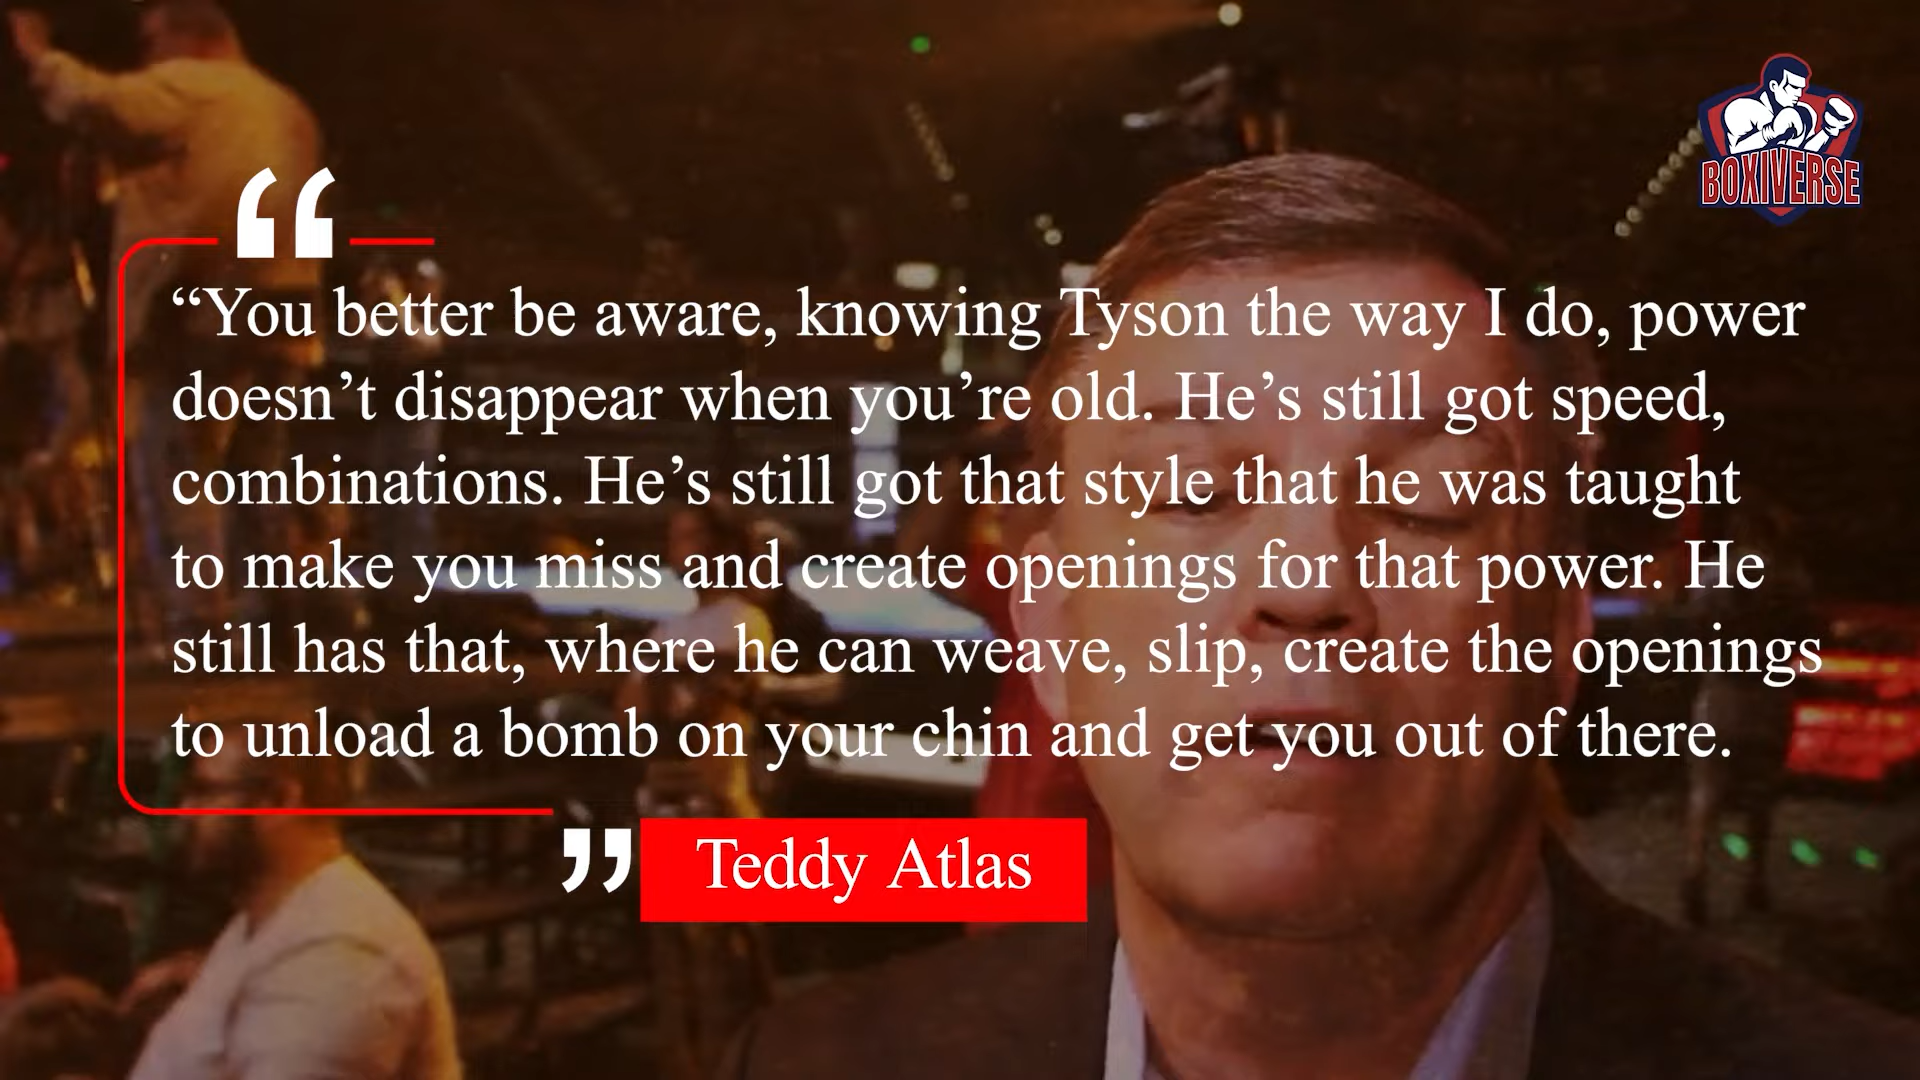 BOXIVERSE
“You better be aware, knowing Tyson the way I do, power
doesn’t disappear when you’re old. He’s still got speed,
combinations. He’s still got that style that he was taught
to make you miss and create openings for that power. He
still has that, where he can weave, slip, create the openings
to unload a bomb on your chin and get you out of there.
Teddy Atlas